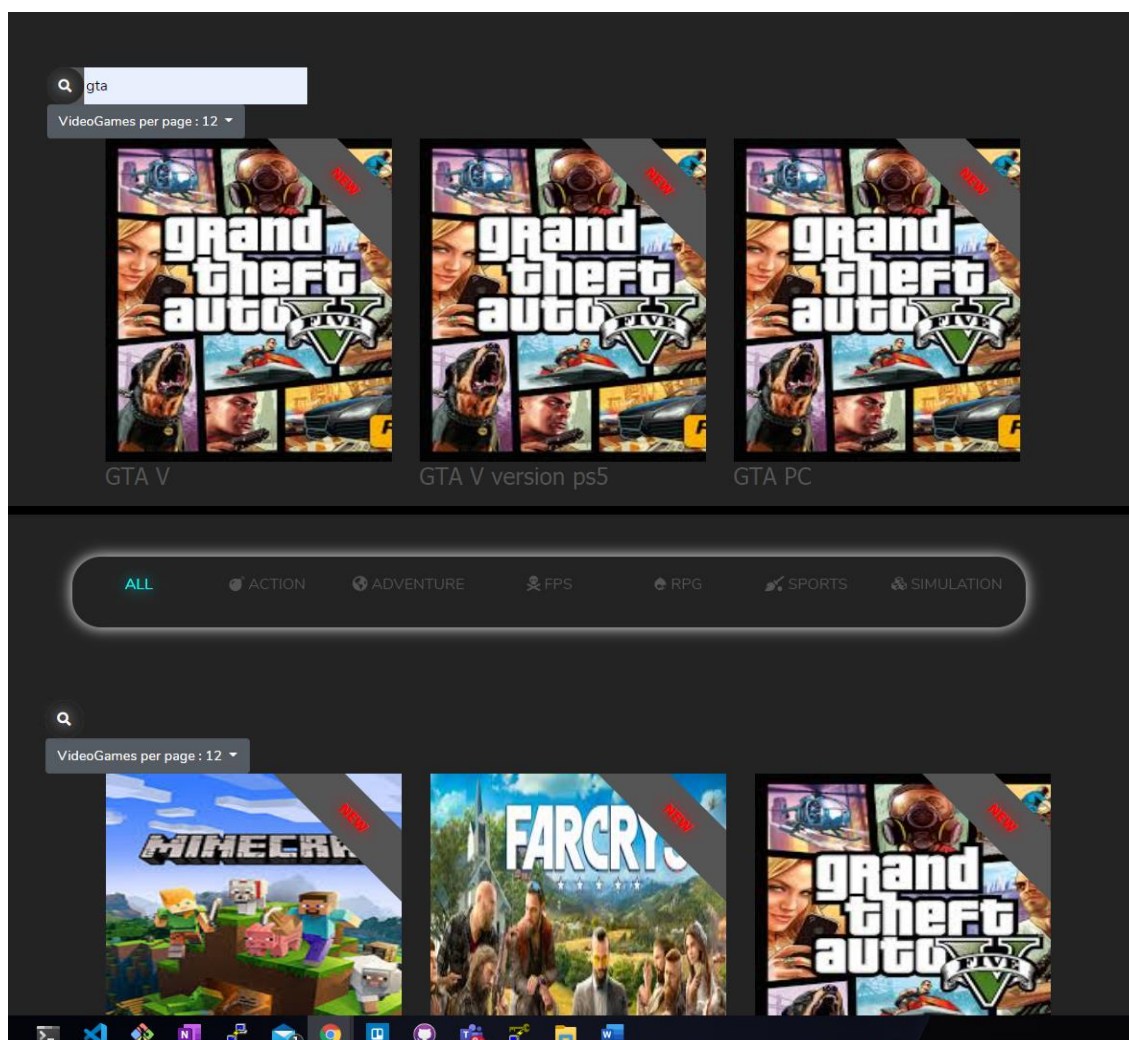 gta
VideoGames per page : 12
NEW NEW NEW
grand theft auto V FIVE
grand theft auto V FIVE
grand theft auto V FIVE
GTA V GTA V version ps5 GTA PC
ALL ACTION ADVENTURE FPS RPG SPORTS SIMULATION
VideoGames per page : 12
NEW NEW NEW
MINECR
FARCRY
grand theft auto V FIVE